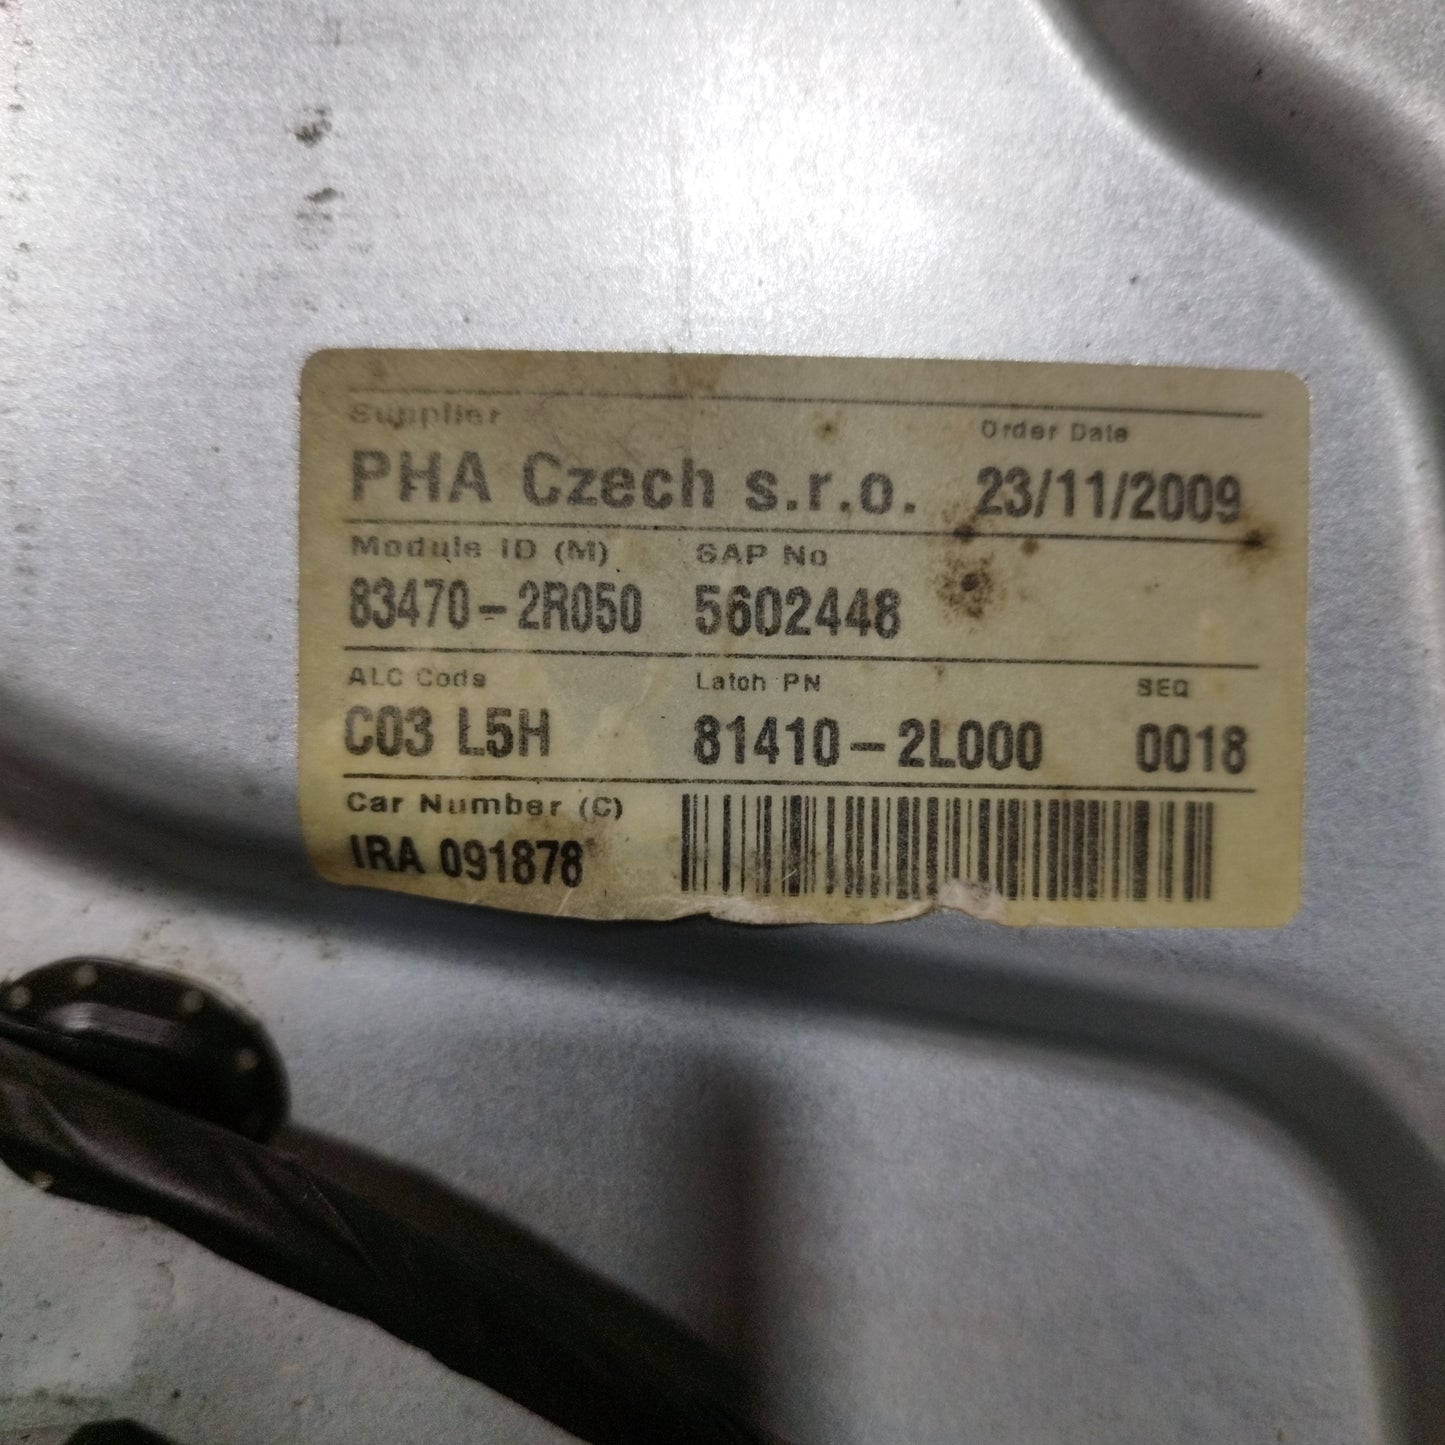 Supplier Order Date
PHA Czech s.r.o. 23/11/2009
Module ID (M) SAP No
83470-2R050 5602448
ALC Code Latch PN SEQ
C03 L5H 81410-2L000 0018
Car Number (C)
IRA 091878